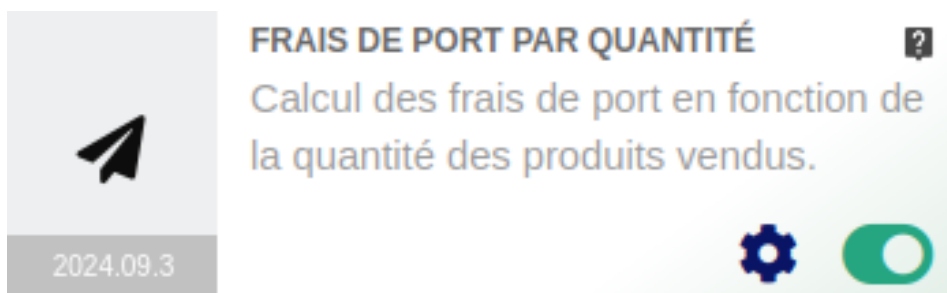 FRAIS DE PORT PAR QUANTITÉ
Calcul des frais de port en fonction de
la quantité des produits vendus.
2024.09.3